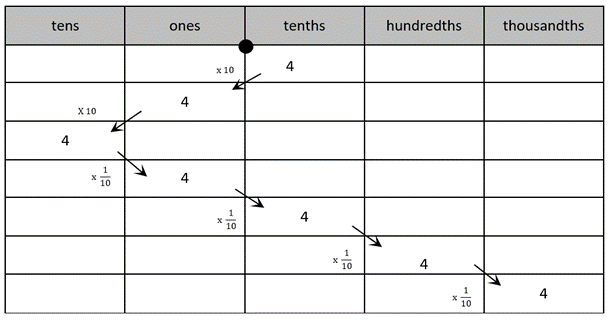 tens ones tenths hundredths thousandths
x 10 4
X 10 4
4
x 1/10 4
x 1/10 4
x 1/10 4
x 1/10 4